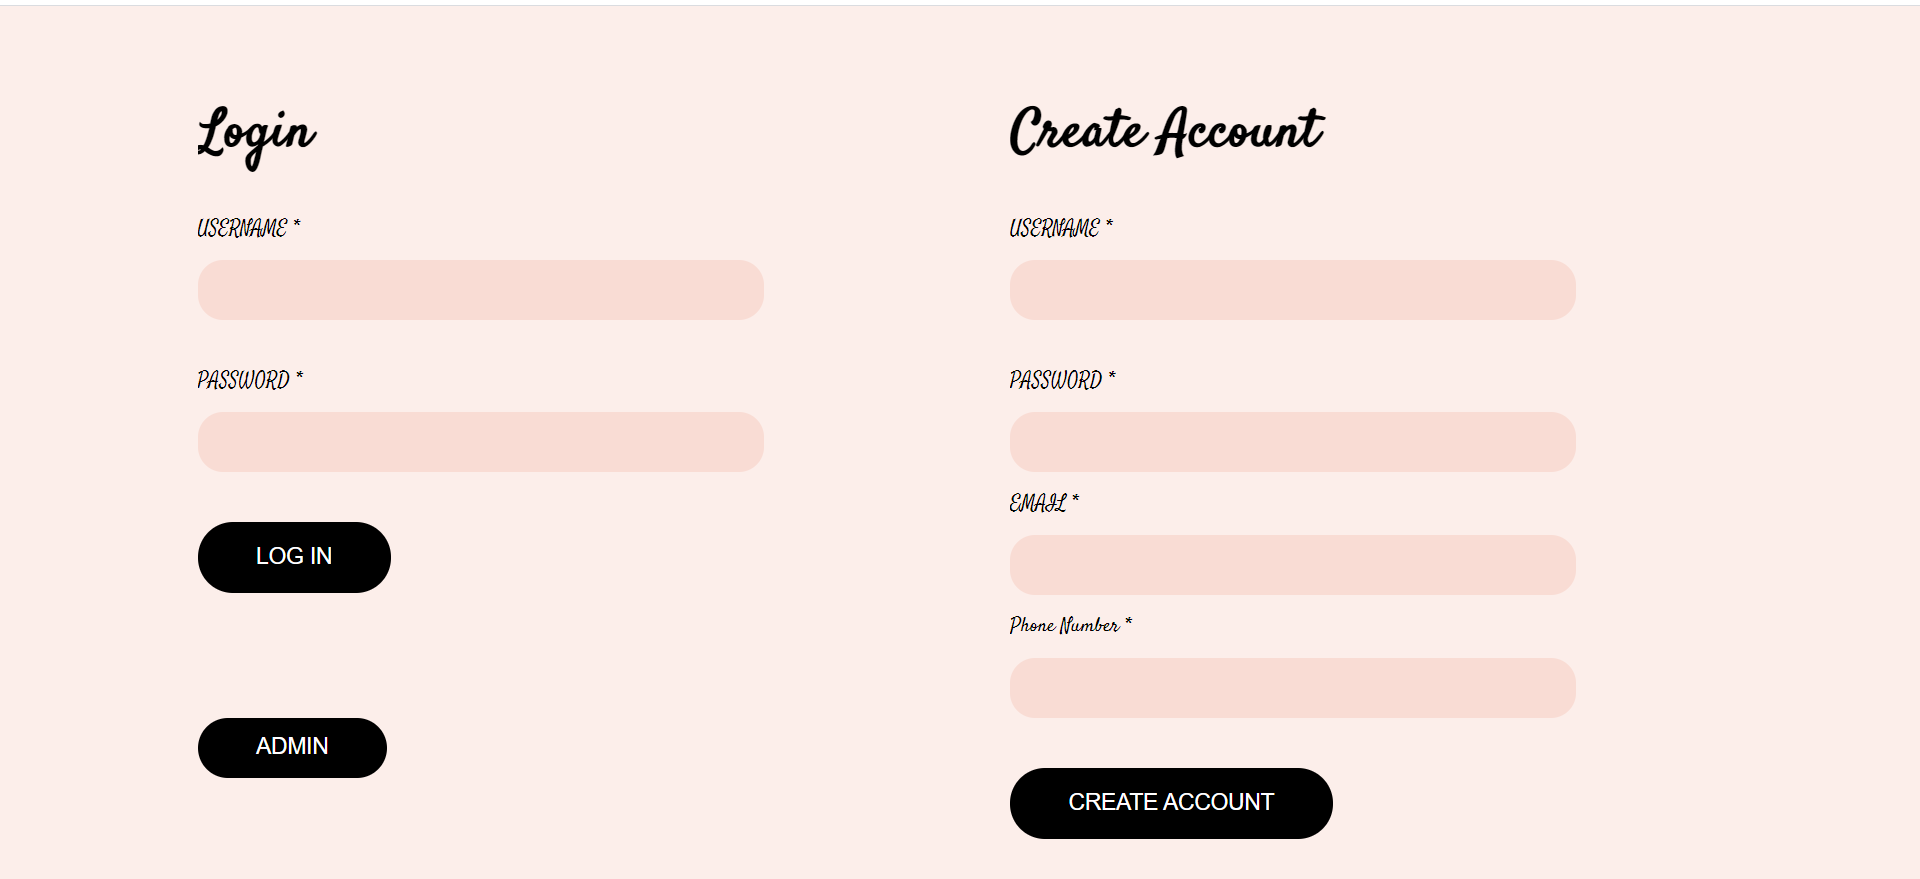 Login
USERNAME *
PASSWORD *
LOG IN
ADMIN
Create Account
USERNAME *
PASSWORD *
EMAIL *
Phone Number *
CREATE ACCOUNT